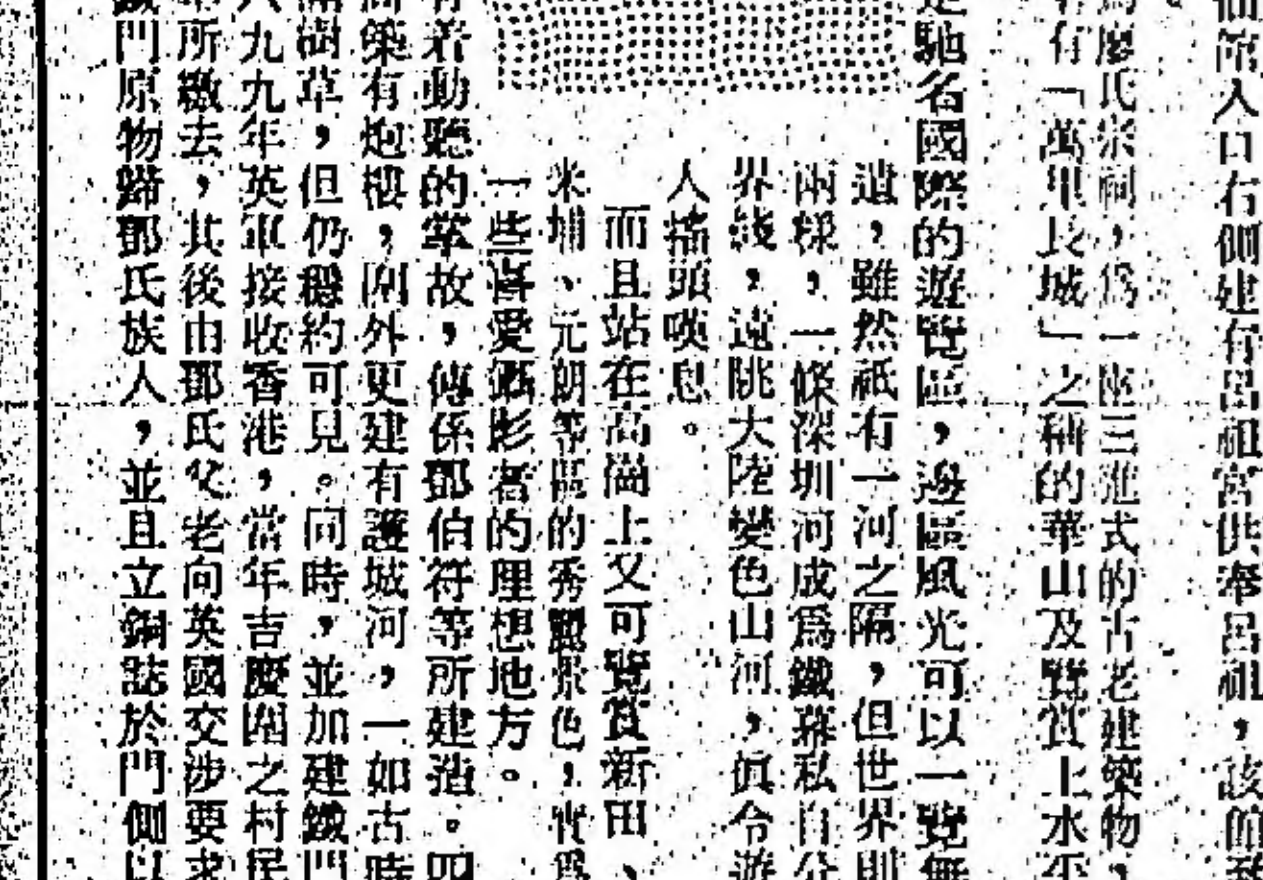 仙館入口右側建有呂祖宮供奉呂祖，該館
爲廖氏宗祠，爲一座三進式的古老建築物，
有「萬里長城」之稱的華山及覽賞上水
是馳名國際的遊覽區，邊區風光可以一覽無
遺，雖然祇有一河之隔，但世界則
兩樣，一條深圳河成爲鐵幕私自分
界綫，遠眺大陸變色山河，眞令遊
人搖頭嘆息。
而且站在高崗上又可覽賞新田、
米埔、元朗等區的秀麗景色，實爲
一些喜愛攝影者的理想地方。
有着動聽的掌故，傳係鄧伯符等所建造。四
築有炮樓，圍外更建有護城河，一如古時
樹草，但仍穩約可見。同時，並加建鐵門
八九九年英軍接收香港，當年吉慶圍之村民
所繳去，其後由鄧氏父老向英國交涉要求
鐵門原物歸鄧氏族人，並且立銅誌於門側以